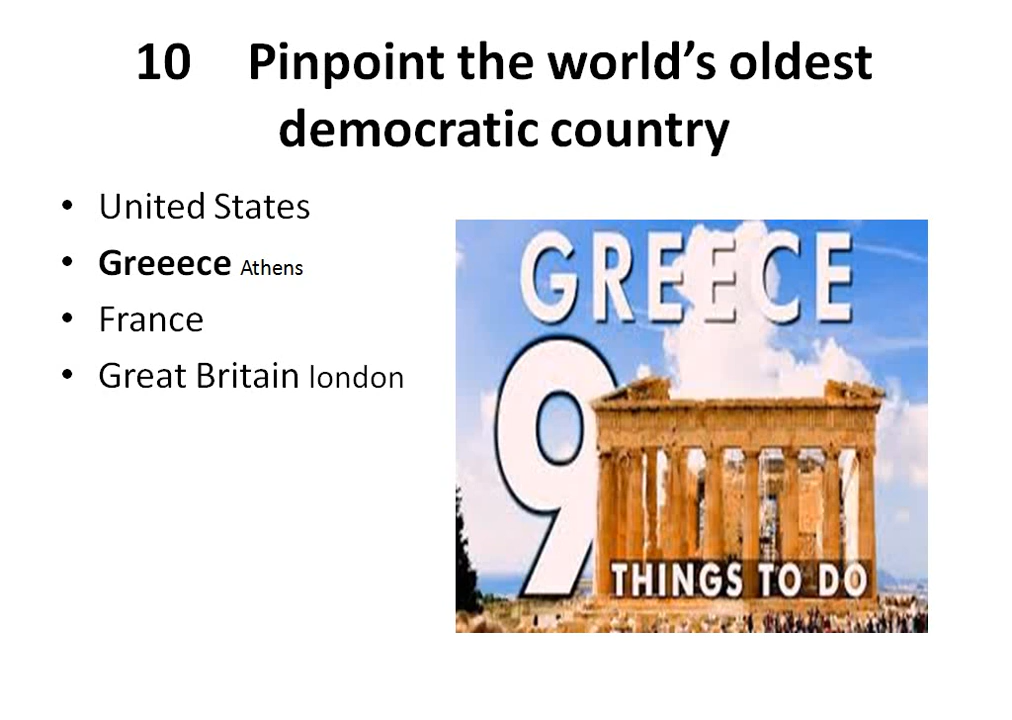 10 Pinpoint the world's oldest
democratic country
• United States
• Greeece Athens
• France
• Great Britain london
GREECE
9
THINGS TO DO